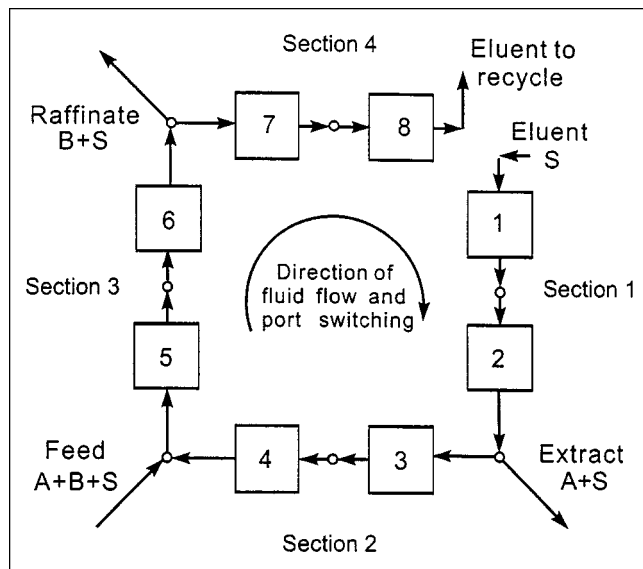 Section 4
Eluent to
recycle
Raffinate
B+S
7
8
Eluent
S
6
1
Section 3
Direction of
fluid flow and
port switching
Section 1
5
2
Feed
A+B+S
4
3
Extract
A+S
Section 2